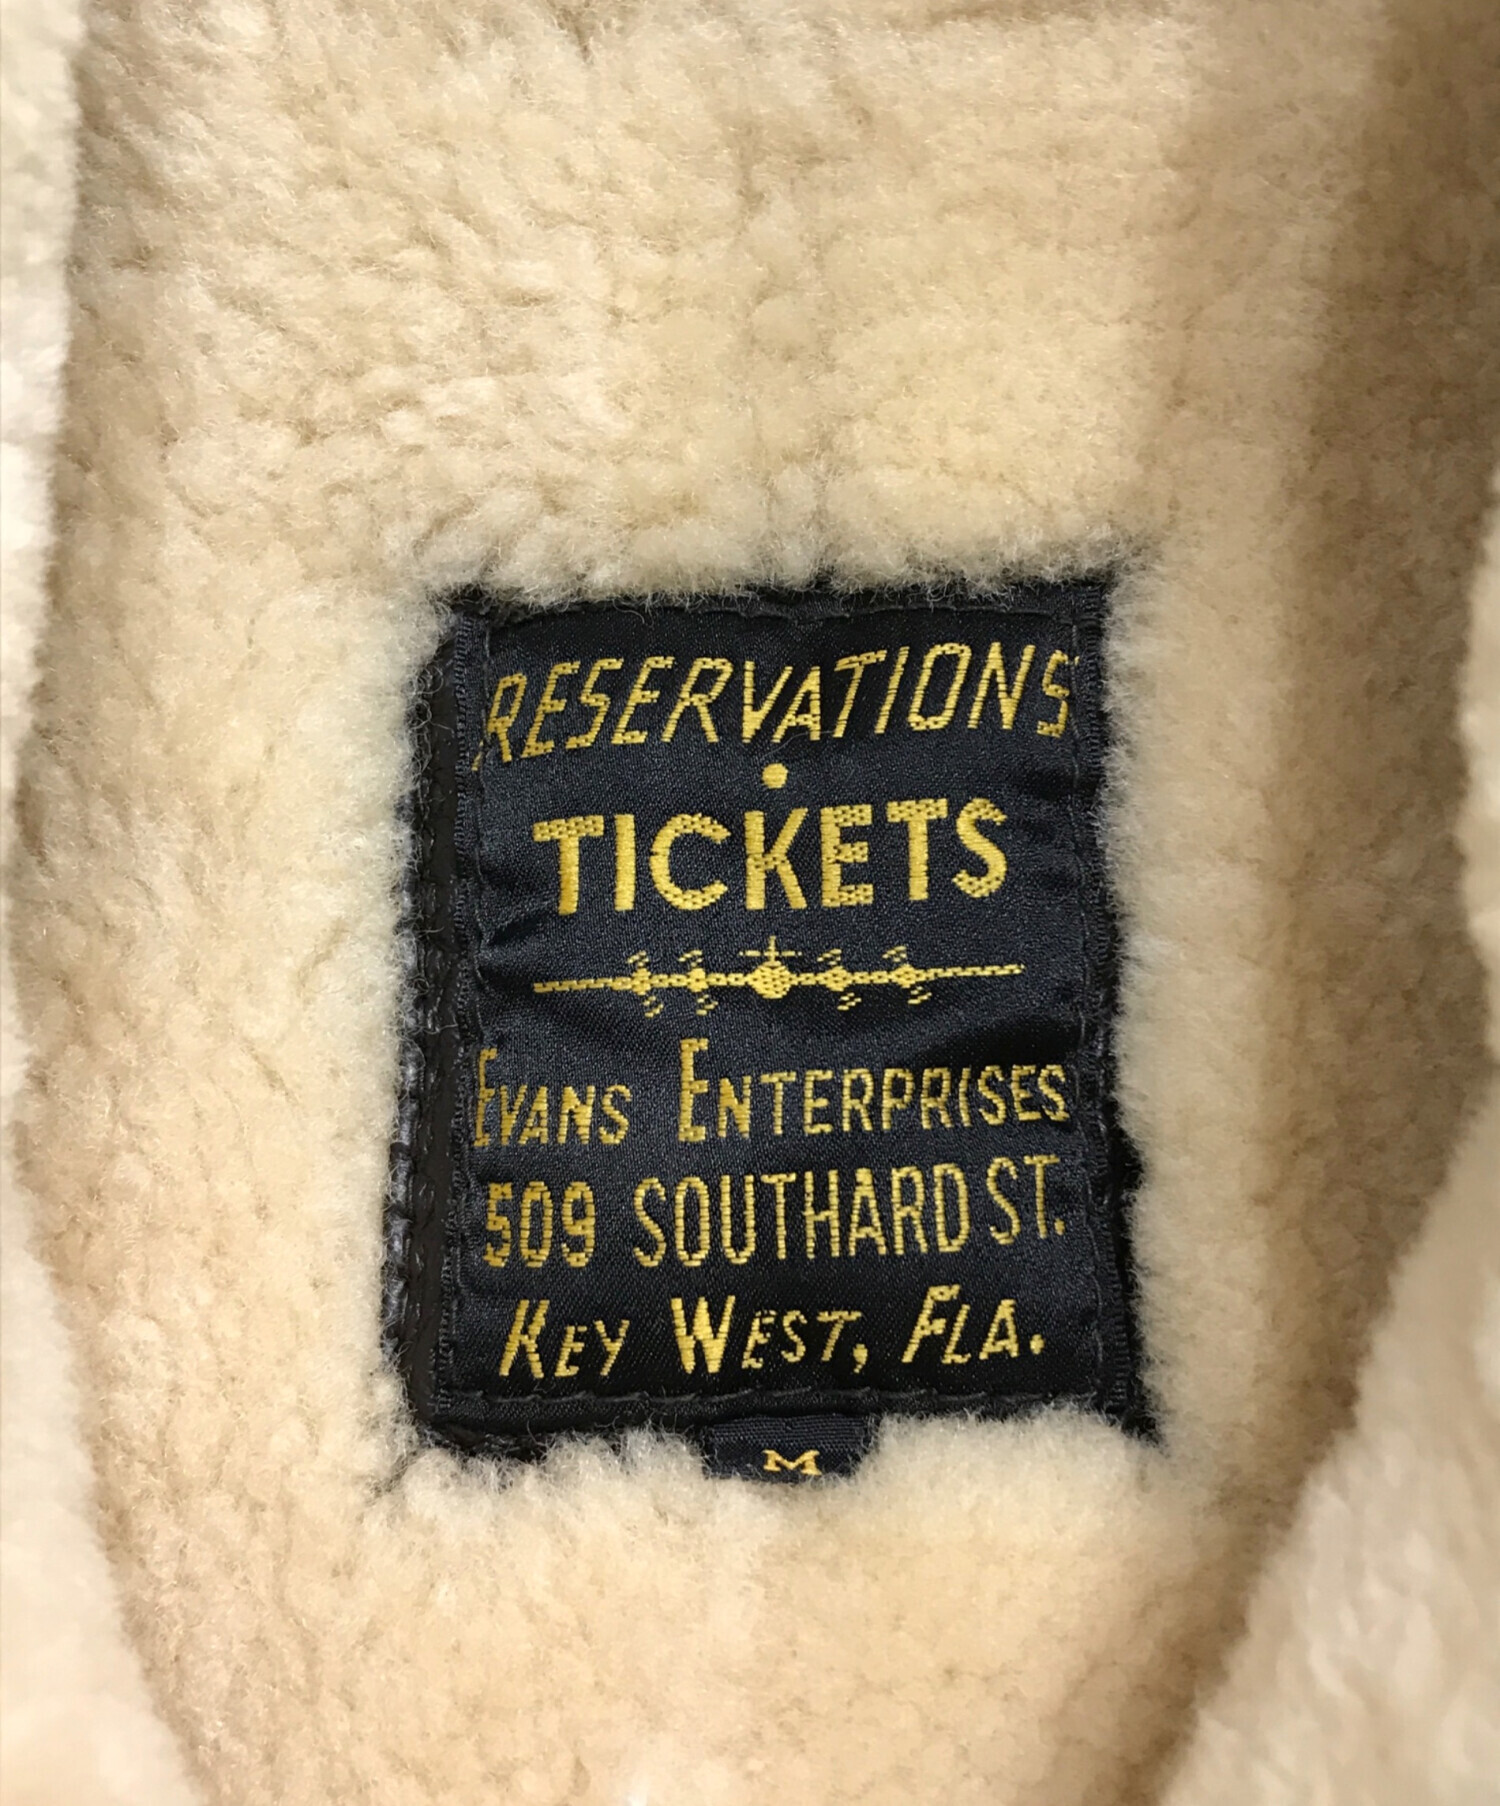 RESERVATIONS
TICKETS
EVANS ENTERPRISES
509 SOUTHARD ST.
KEY WEST, FLA.
M